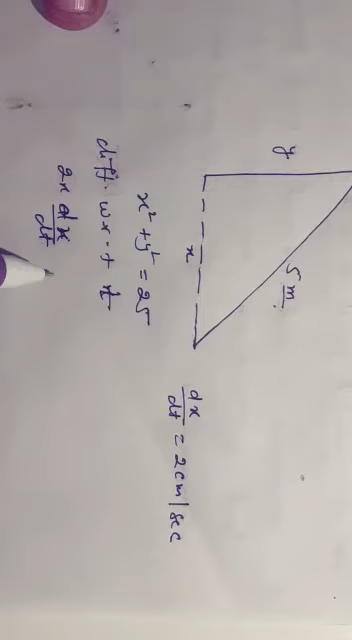 y
5 m
x
dx/dt = 2cm/sec
x² + y² = 25
diff. w.r.t t
2x dx/dt